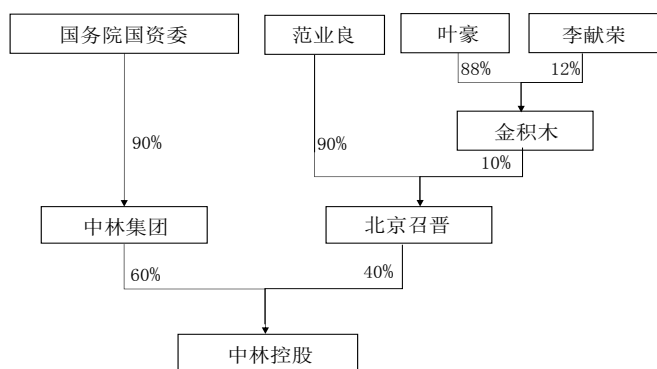 国务院国资委
范业良
叶豪
李献荣
88%
12%
金积木
90%
90%
10%
中林集团
北京召晋
60%
40%
中林控股